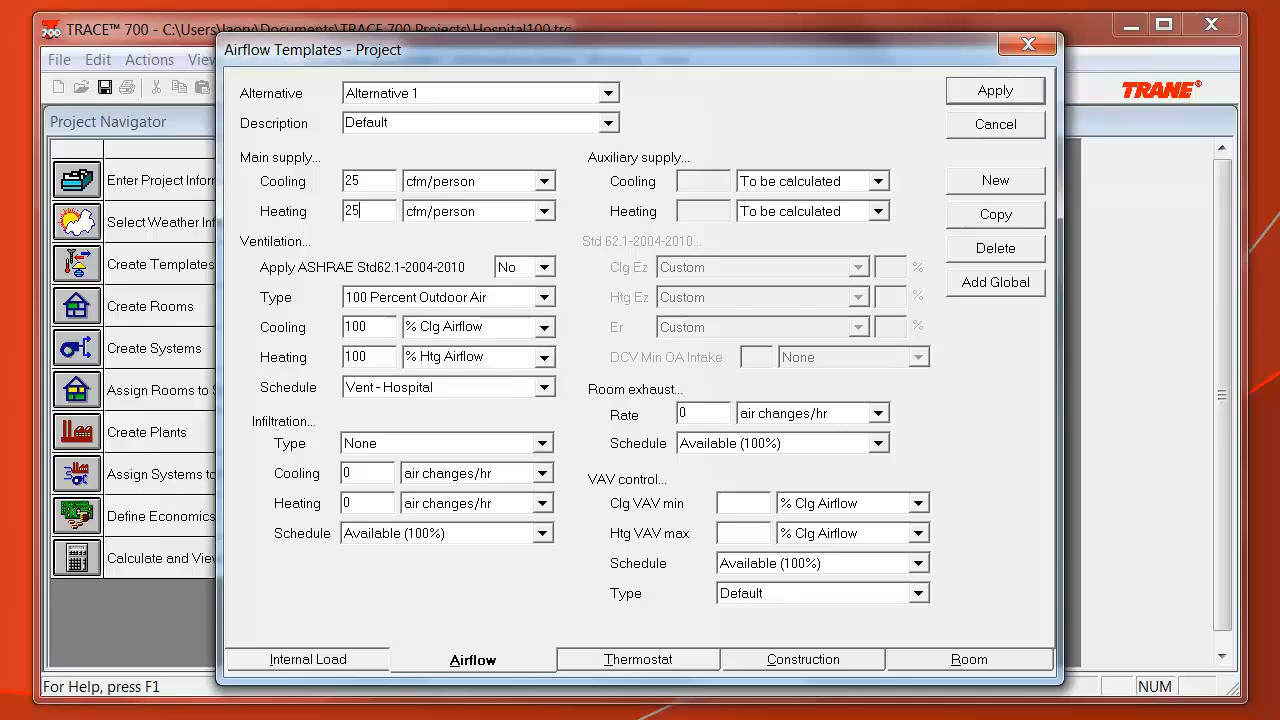 TRACE™ 700 - C:\Users\Jaon\Documents\TRACE 700 Projects\Hospital100.trc
File Edit Actions View
TRANE®
Project Navigator
Enter Project Inform
Select Weather Inf
Create Templates
Create Rooms
Create Systems
Assign Rooms to S
Create Plants
Assign Systems to
Define Economics
Calculate and View
For Help, press F1
NUM
Airflow Templates - Project
Alternative Alternative 1
Description Default
Apply
Cancel
New
Copy
Delete
Add Global
Main supply...
Cooling 25 cfm/person
Heating 25 cfm/person
Auxiliary supply...
Cooling To be calculated
Heating To be calculated
Ventilation...
Apply ASHRAE Std62.1-2004-2010 No
Type 100 Percent Outdoor Air
Cooling 100 % Clg Airflow
Heating 100 % Htg Airflow
Schedule Vent - Hospital
Std 62.1-2004-2010...
Clg Ez Custom %
Htg Ez Custom %
Er Custom %
DCV Min OA Intake None
Infiltration...
Type None
Cooling 0 air changes/hr
Heating 0 air changes/hr
Schedule Available (100%)
Room exhaust...
Rate 0 air changes/hr
Schedule Available (100%)
VAV control...
Clg VAV min % Clg Airflow
Htg VAV max % Clg Airflow
Schedule Available (100%)
Type Default
Internal Load Airflow Thermostat Construction Room